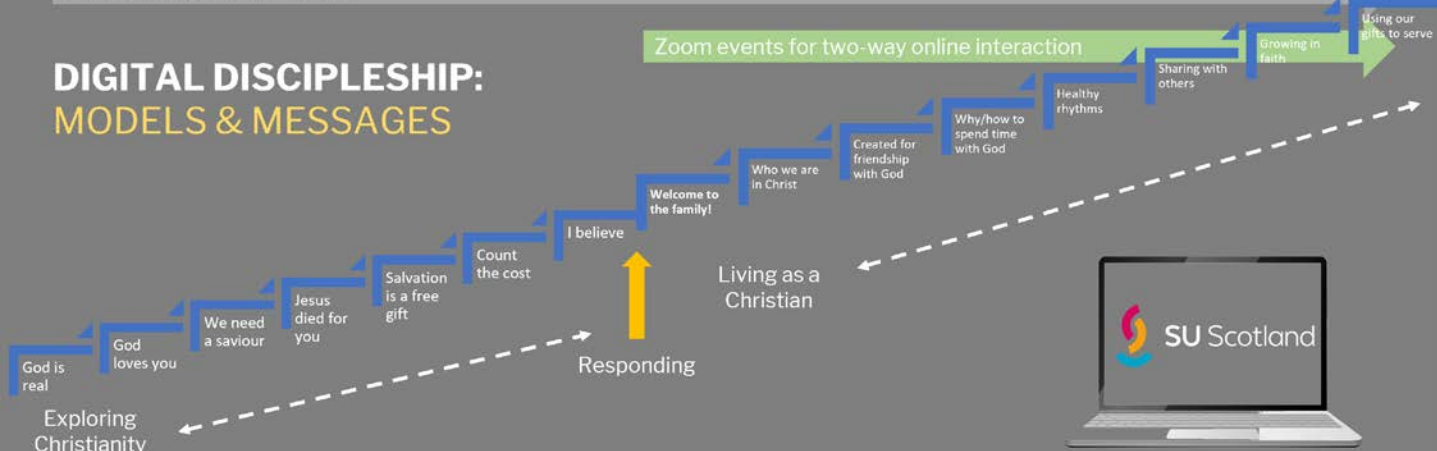 DIGITAL DISCIPLESHIP:
MODELS & MESSAGES
Zoom events for two-way online interaction
God is
real
God
loves you
We need
a saviour
Jesus
died for
you
Salvation
is a free
gift
Count
the cost
I believe
Welcome to
the family!
Who we are
in Christ
Created for
friendship
with God
Why/how to
spend time
with God
Healthy
rhythms
Sharing with
others
Growing in
faith
Using our
gifts to serve
Exploring
Christianity
Responding
Living as a
Christian
SU Scotland